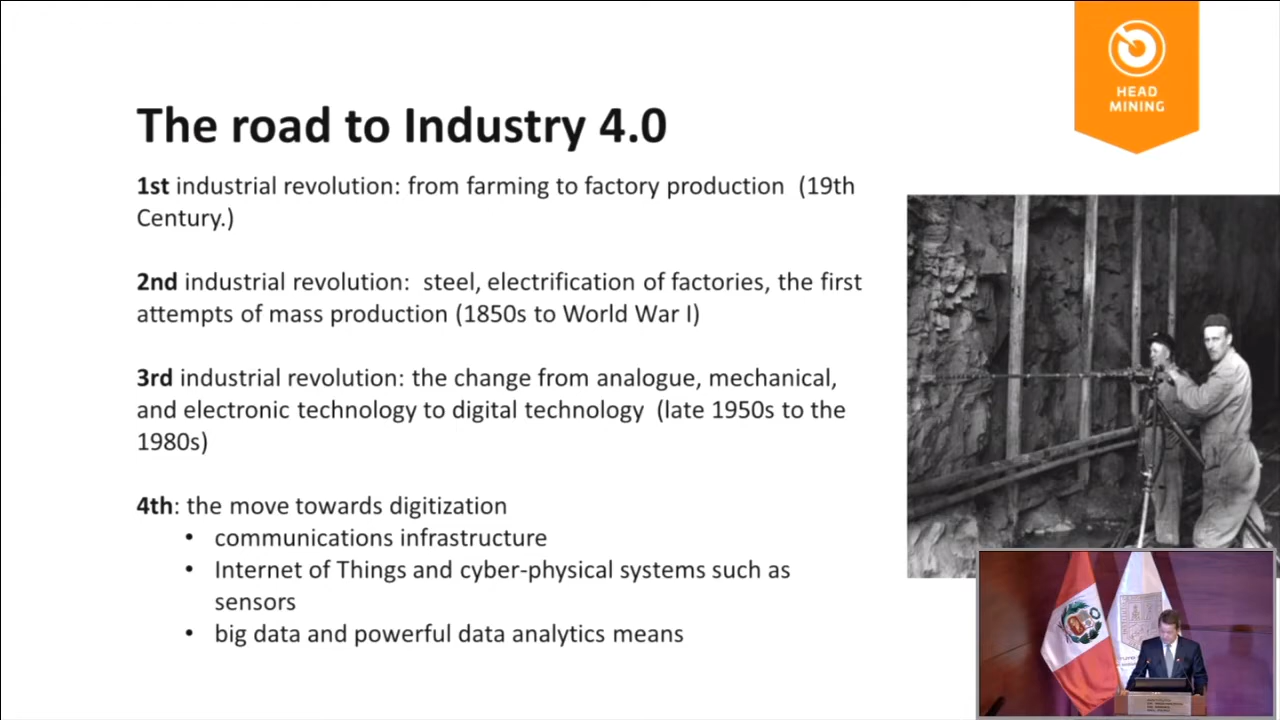 HEAD
MINING
The road to Industry 4.0
1st industrial revolution: from farming to factory production  (19th
Century.)
2nd industrial revolution:  steel, electrification of factories, the first
attempts of mass production (1850s to World War I)
3rd industrial revolution: the change from analogue, mechanical,
and electronic technology to digital technology  (late 1950s to the
1980s)
4th: the move towards digitization
• communications infrastructure
• Internet of Things and cyber-physical systems such as
sensors
• big data and powerful data analytics means